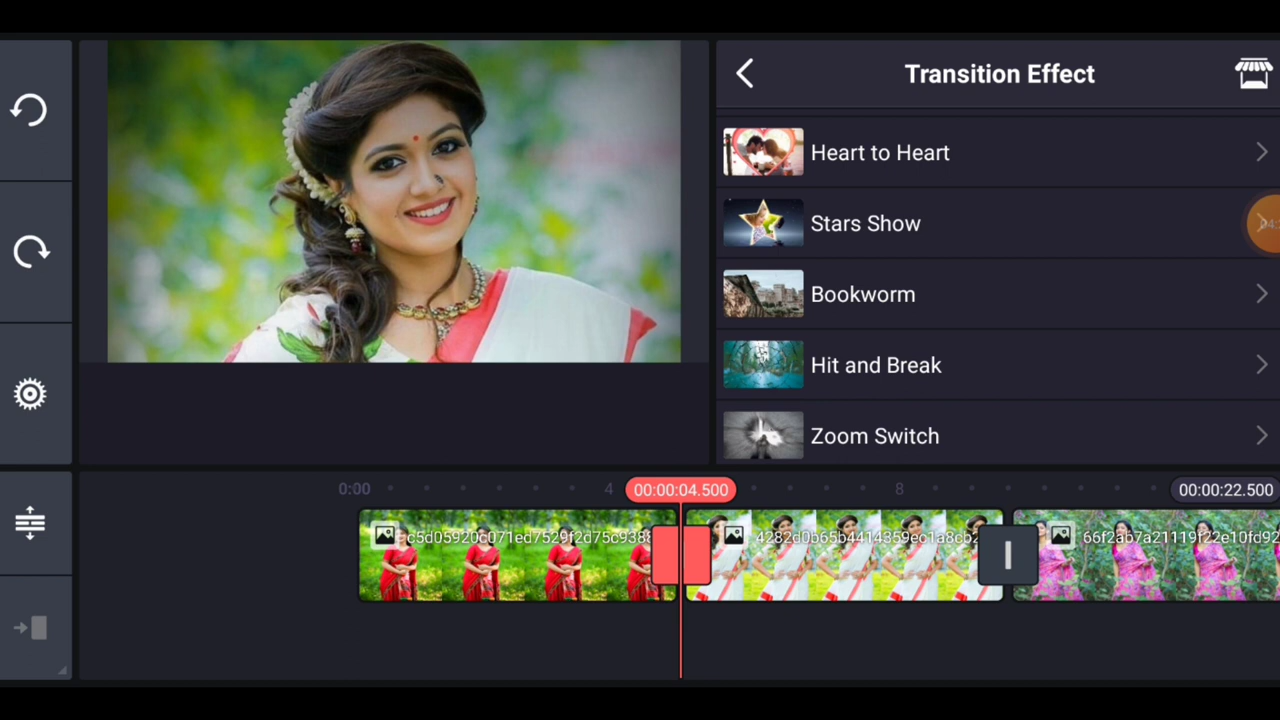 Transition Effect
Heart to Heart
Stars Show
Bookworm
Hit and Break
Zoom Switch
0:00
4
00:00:04.500
8
00:00:22.500